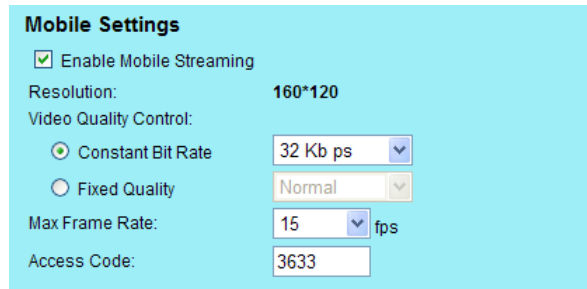 Mobile Settings
Enable Mobile Streaming
Resolution: 160*120
Video Quality Control:
Constant Bit Rate 32 Kb ps
Fixed Quality Normal
Max Frame Rate: 15 fps
Access Code: 3633